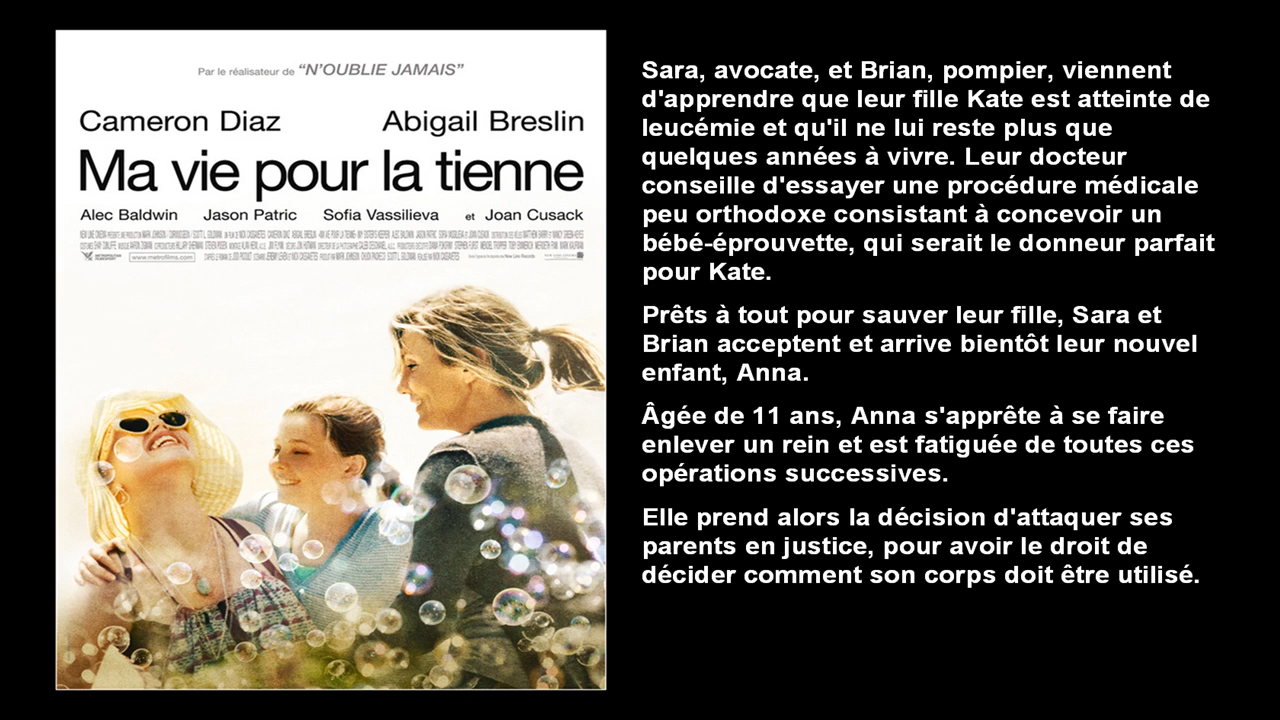 Par le réalisateur de "N'OUBLIE JAMAIS"
Cameron Diaz Abigail Breslin
Ma vie pour la tienne
Alec Baldwin Jason Patric Sofia Vassilieva et Joan Cusack
www.metrofilms.com
Sara, avocate, et Brian, pompier, viennent
d'apprendre que leur fille Kate est atteinte de
leucémie et qu'il ne lui reste plus que
quelques années à vivre. Leur docteur
conseille d'essayer une procédure médicale
peu orthodoxe consistant à concevoir un
bébé-éprouvette, qui serait le donneur parfait
pour Kate.
Prêts à tout pour sauver leur fille, Sara et
Brian acceptent et arrive bientôt leur nouvel
enfant, Anna.
Âgée de 11 ans, Anna s'apprête à se faire
enlever un rein et est fatiguée de toutes ces
opérations successives.
Elle prend alors la décision d'attaquer ses
parents en justice, pour avoir le droit de
décider comment son corps doit être utilisé.